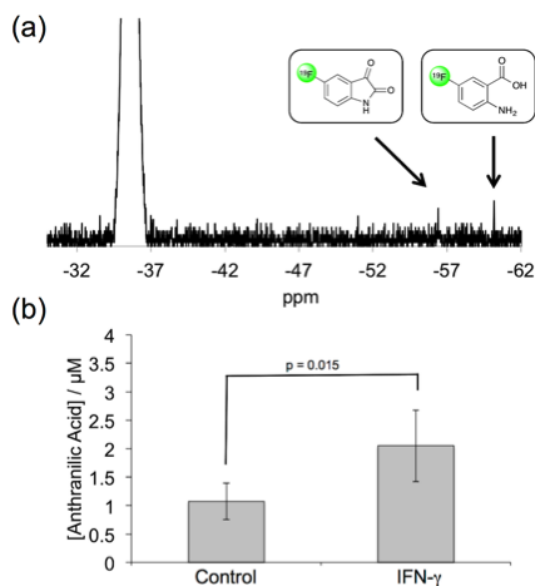 (a)
19F
O
O
N
H
19F
O
OH
NH2
-32 -37 -42 -47 -52 -57 -62
ppm
(b)
[Anthranilic Acid] / µM
4
3.5
3
2.5
2
1.5
1
0.5
0
p = 0.015
Control IFN-γ